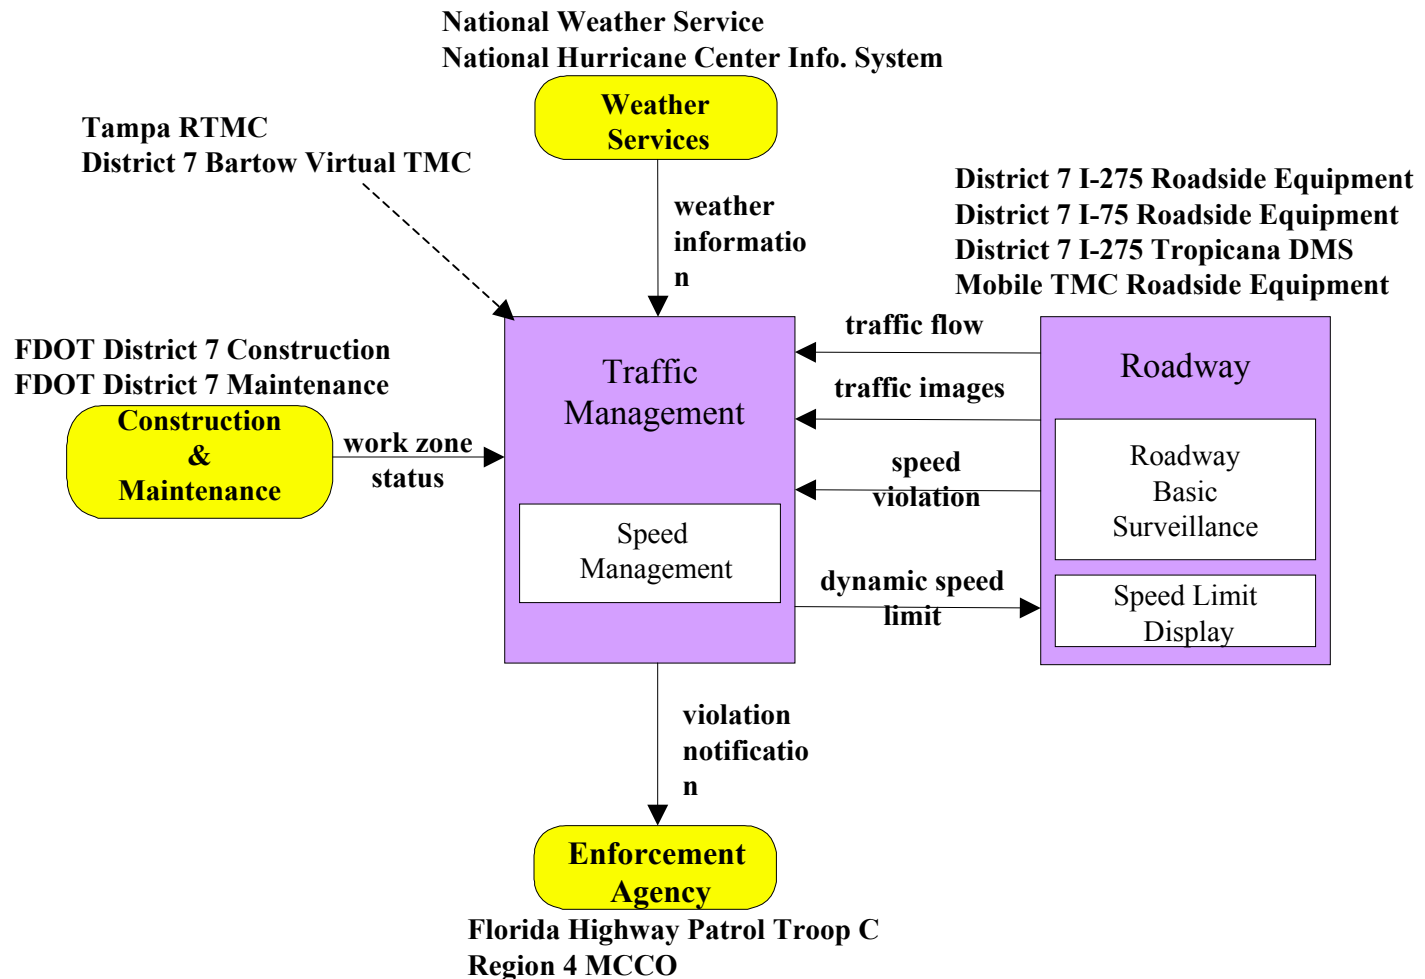 National Weather Service
National Hurricane Center Info. System
Weather
Services
Tampa RTMC
District 7 Bartow Virtual TMC
weather
informatio
n
District 7 I-275 Roadside Equipment
District 7 I-75 Roadside Equipment
District 7 I-275 Tropicana DMS
Mobile TMC Roadside Equipment
FDOT District 7 Construction
FDOT District 7 Maintenance
Construction
&
Maintenance
work zone
status
Traffic
Management
Speed
Management
traffic flow
traffic images
speed
violation
dynamic speed
limit
Roadway
Roadway
Basic
Surveillance
Speed Limit
Display
violation
notificatio
n
Enforcement
Agency
Florida Highway Patrol Troop C
Region 4 MCCO